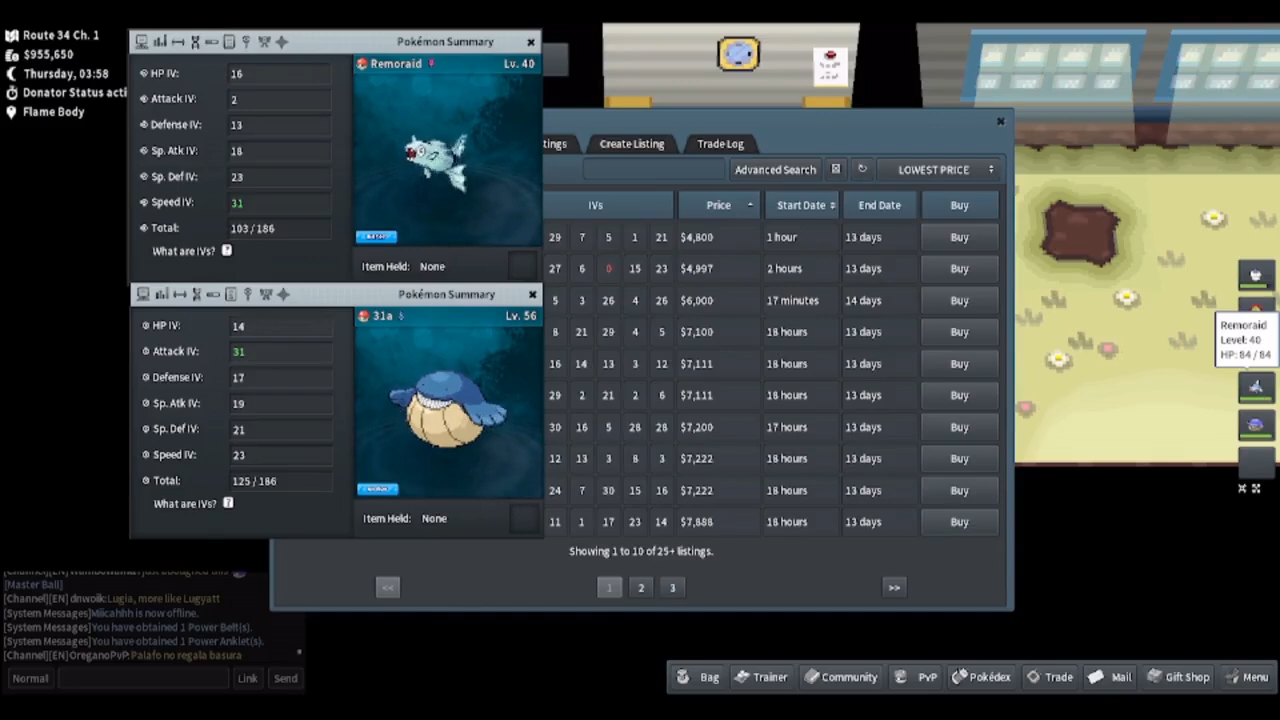 Route 34 Ch. 1
$955,650
Thursday, 03:58
Donator Status acti
Flame Body
Pokémon Summary
HP IV: 16
Attack IV: 2
Defense IV: 13
Sp. Atk IV: 18
Sp. Def IV: 23
Speed IV: 31
Total: 103 / 186
What are IVs? ?
Remoraid Lv. 40
WATER
Item Held: None
Pokémon Summary
HP IV: 14
Attack IV: 31
Defense IV: 17
Sp. Atk IV: 19
Sp. Def IV: 21
Speed IV: 23
Total: 125 / 186
What are IVs? ?
31a Lv. 56
WATER
Item Held: None
tings Create Listing Trade Log
Advanced Search LOWEST PRICE
IVs Price Start Date End Date Buy
29 7 5 1 21 $4,800 1 hour 13 days Buy
27 6 0 15 23 $4,997 2 hours 13 days Buy
5 3 26 4 26 $6,000 17 minutes 14 days Buy
8 21 29 4 5 $7,100 18 hours 13 days Buy
16 14 13 3 12 $7,111 18 hours 13 days Buy
29 2 21 2 6 $7,111 18 hours 13 days Buy
30 16 5 28 28 $7,200 17 hours 13 days Buy
12 13 3 8 3 $7,222 18 hours 13 days Buy
24 7 30 15 16 $7,222 18 hours 13 days Buy
11 1 17 23 14 $7,888 18 hours 13 days Buy
Showing 1 to 10 of 25+ listings.
<< 1 2 3 >>
Remoraid
Level: 40
HP: 84 / 84
[Master Ball]
[Channel][EN] dnwoik: Lugia, more like Lugyatt
[System Messages] Miicahhh is now offline.
[System Messages] You have obtained 1 Power Belt(s).
[System Messages] You have obtained 1 Power Anklet(s).
[Channel][EN] OreganoPvP: Palafo no regala basura
Normal Link Send
Bag Trainer Community PvP Pokédex Trade Mail Gift Shop Menu